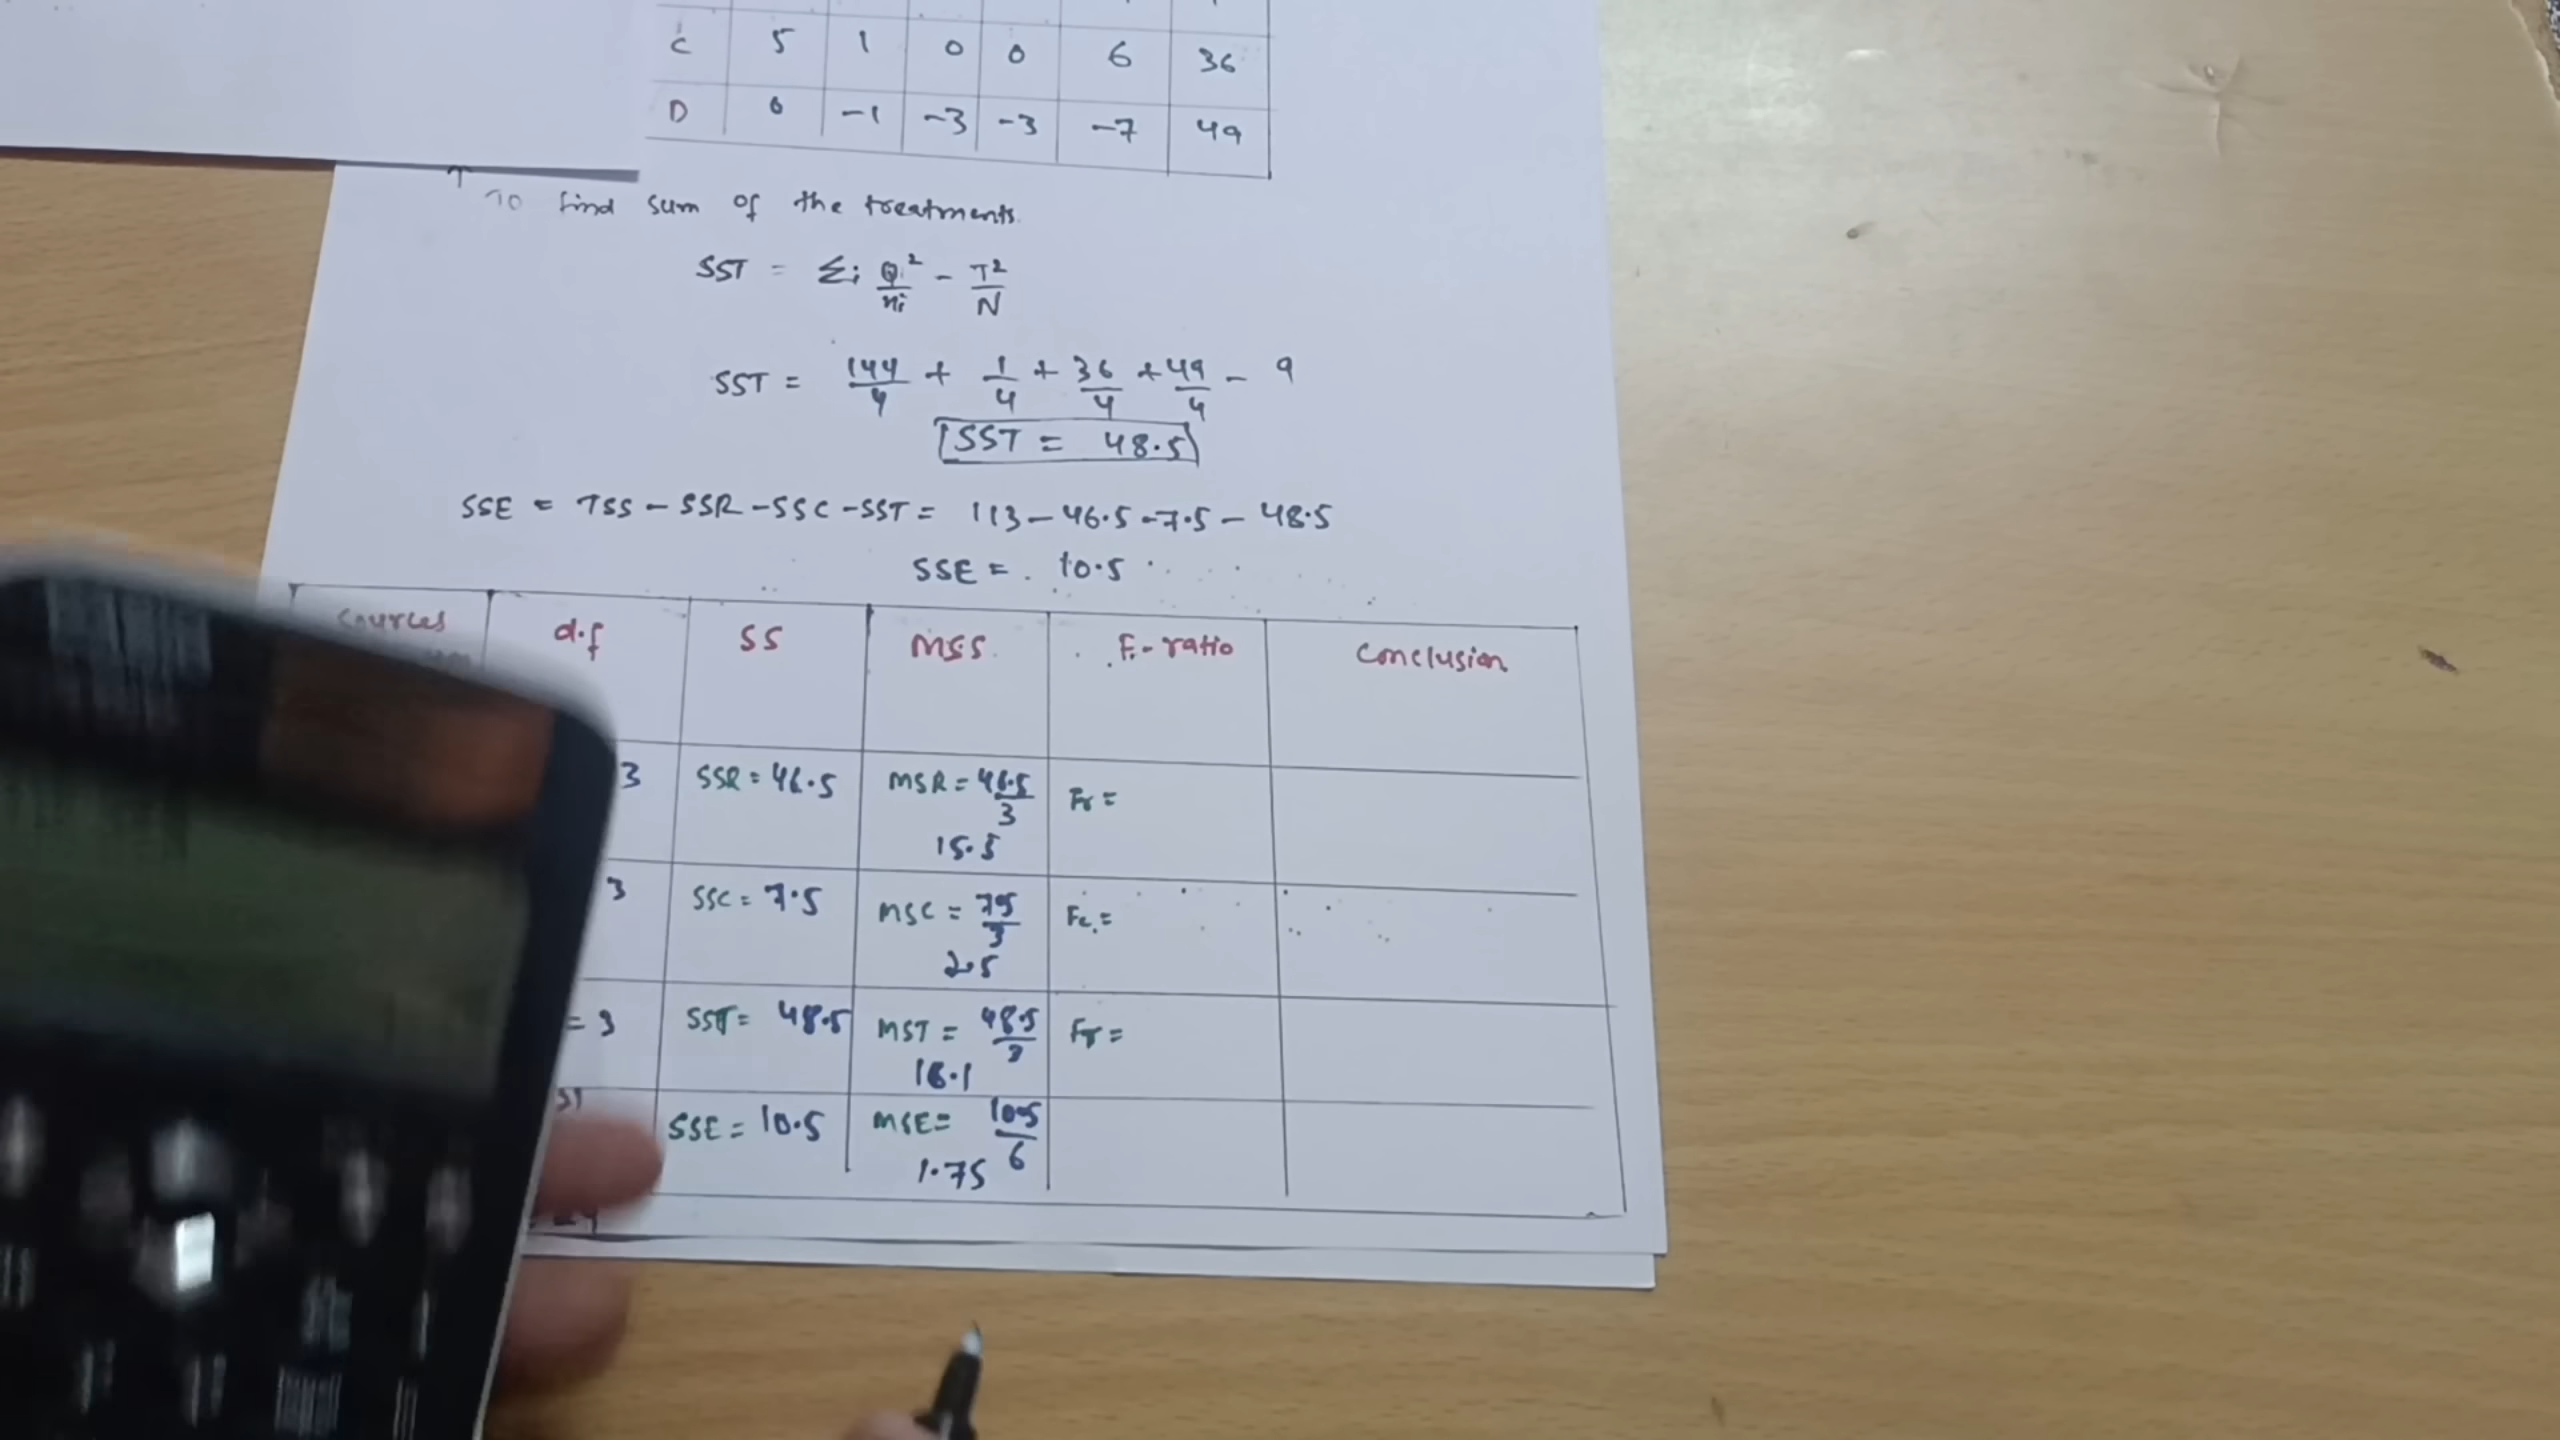 C 5 1 0 0 6 36
D 0 -1 -3 -3 -7 49
To find sum of the treatments.
SST = Σi Qi²/ni - T²/N
SST = 144/4 + 1/4 + 36/4 + 49/4 - 9
SST = 48.5
SSE = TSS - SSR - SSC - SST = 113 - 46.5 - 7.5 - 48.5
SSE = 10.5
Sources d.f SS MSS F-ratio Conclusion
3 SSR = 46.5 MSR = 46.5/3 Fr =
15.5
3 SSC = 7.5 MSC = 7.5/3 Fc =
2.5
= 3 SST = 48.5 MST = 48.5/3 FT =
16.1
SSE = 10.5 MSE = 10.5/6
1.75